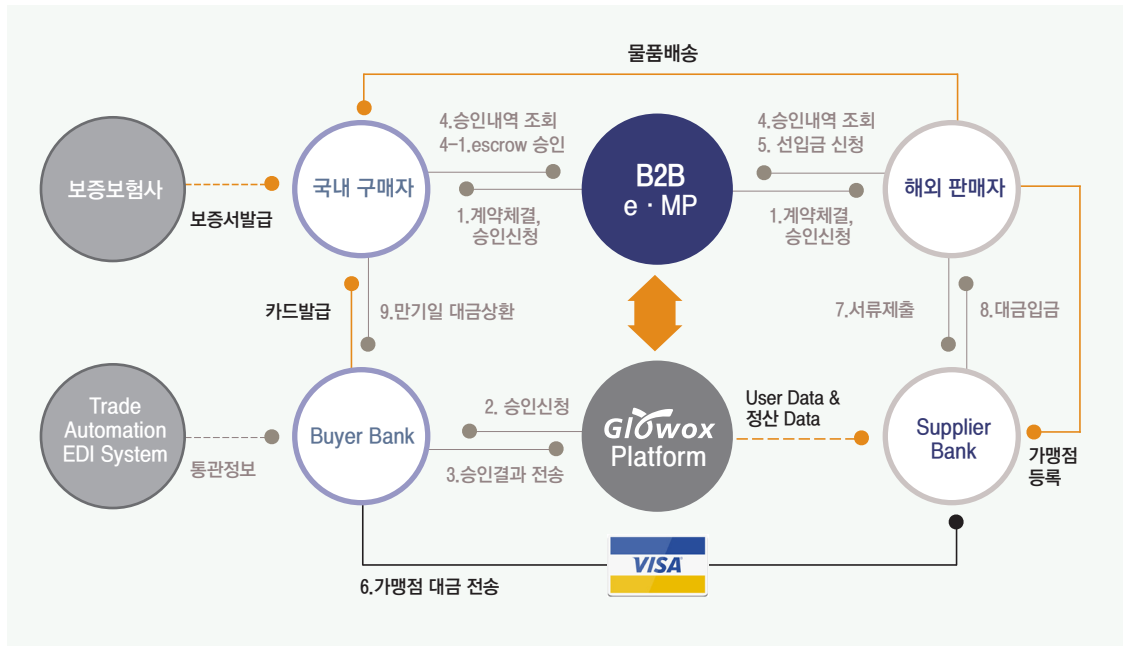 물품배송
4.승인내역 조회
4-1.escrow 승인
4.승인내역 조회
5. 선입금 신청
보증보험사
국내 구매자
B2B
e · MP
해외 판매자
보증서발급
1.계약체결,
승인신청
1.계약체결,
승인신청
카드발급
9.만기일 대금상환
7.서류제출
8.대금입금
Trade
Automation
EDI System
Buyer Bank
2. 승인신청
Glowox
Platform
User Data &
정산 Data
Supplier
Bank
통관정보
3.승인결과 전송
가맹점
등록
VISA
6.가맹점 대금 전송